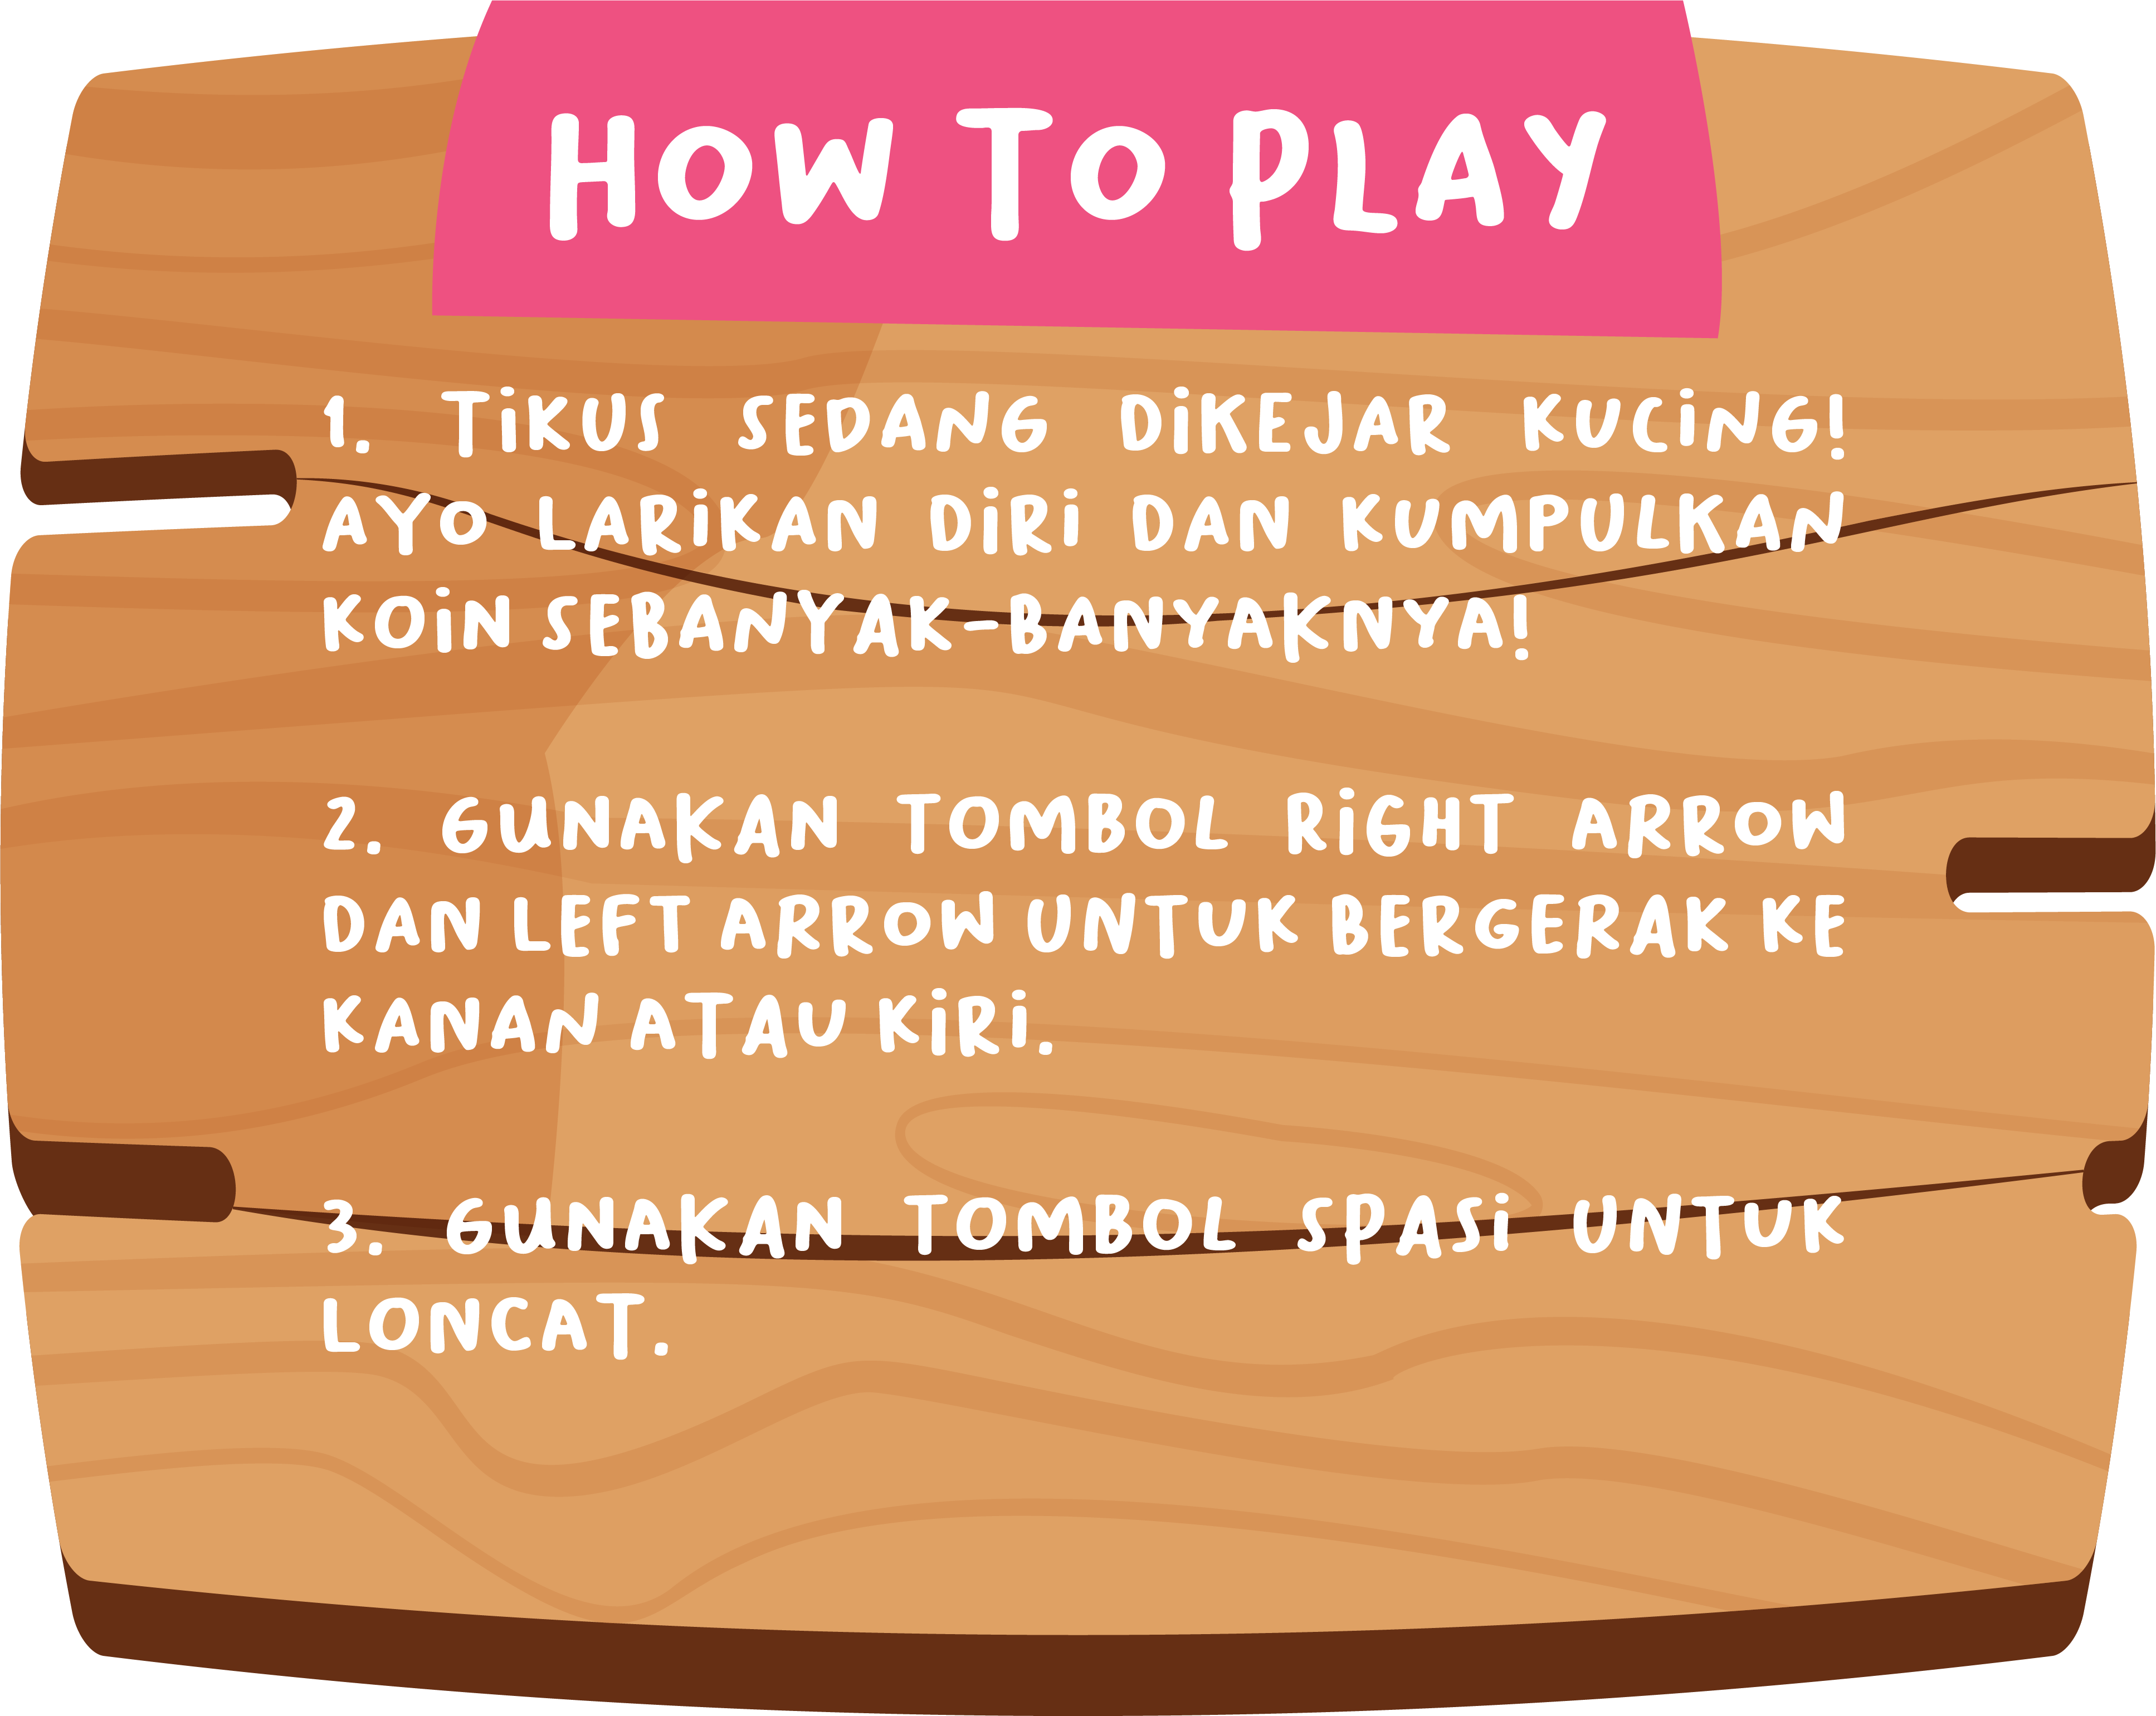 HOW TO PLAY
1. TIKUS SEDANG DIKEJAR KUCING!
AYO LARIKAN DIRI DAN KUMPULKAN
KOIN SEBANYAK-BANYAKNYA!
2. GUNAKAN TOMBOL RIGHT ARROW
DAN LEFT ARROW UNTUK BERGERAK KE
KANAN ATAU KIRI.
3. GUNAKAN TOMBOL SPASI UNTUK
LONCAT.